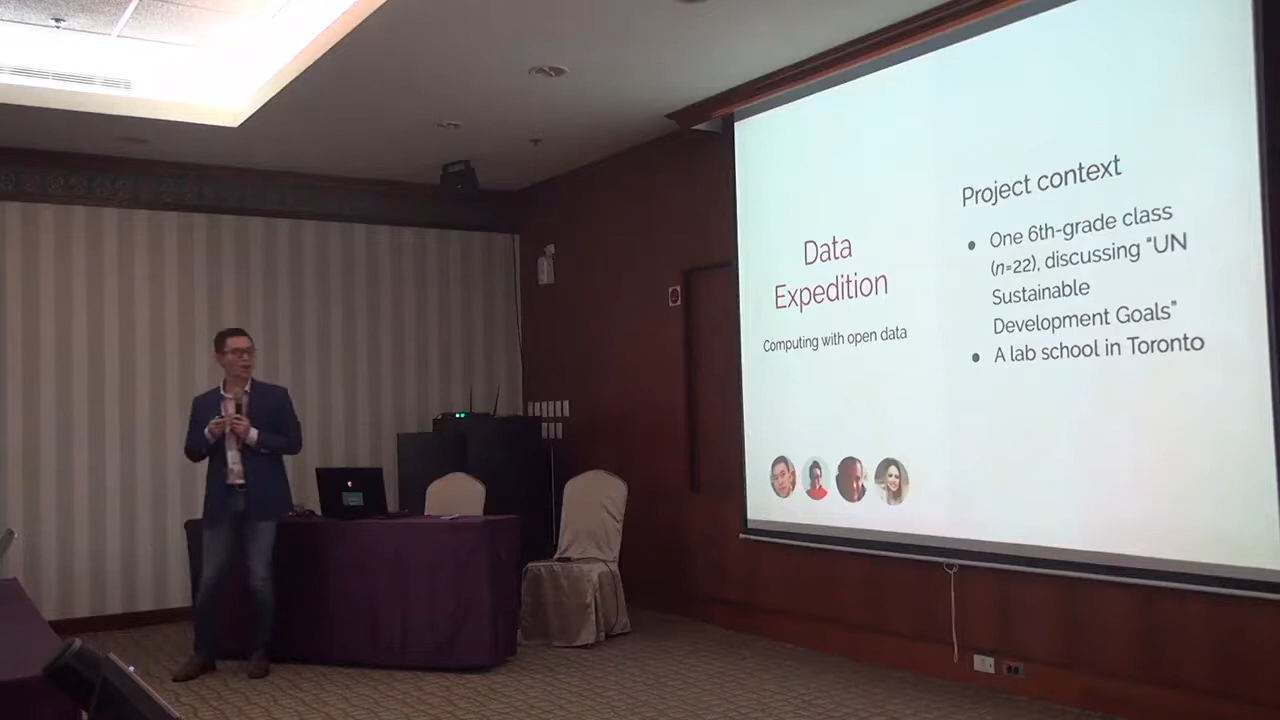 Data
Expedition
Computing with open data
Project context
• One 6th-grade class
(n=22), discussing "UN
Sustainable
Development Goals"
• A lab school in Toronto